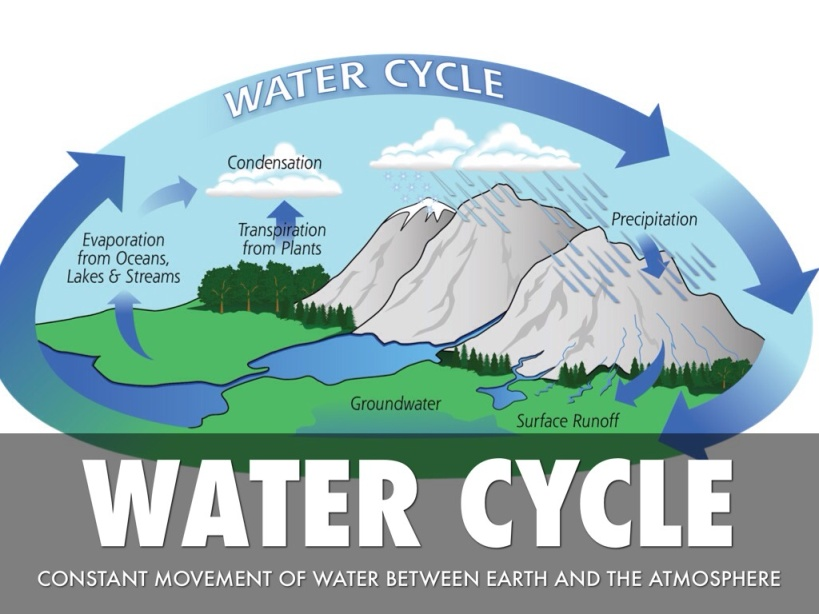 WATER CYCLE
Condensation
Precipitation
Transpiration
from Plants
Evaporation
from Oceans,
Lakes & Streams
Groundwater
Surface Runoff
WATER CYCLE
CONSTANT MOVEMENT OF WATER BETWEEN EARTH AND THE ATMOSPHERE